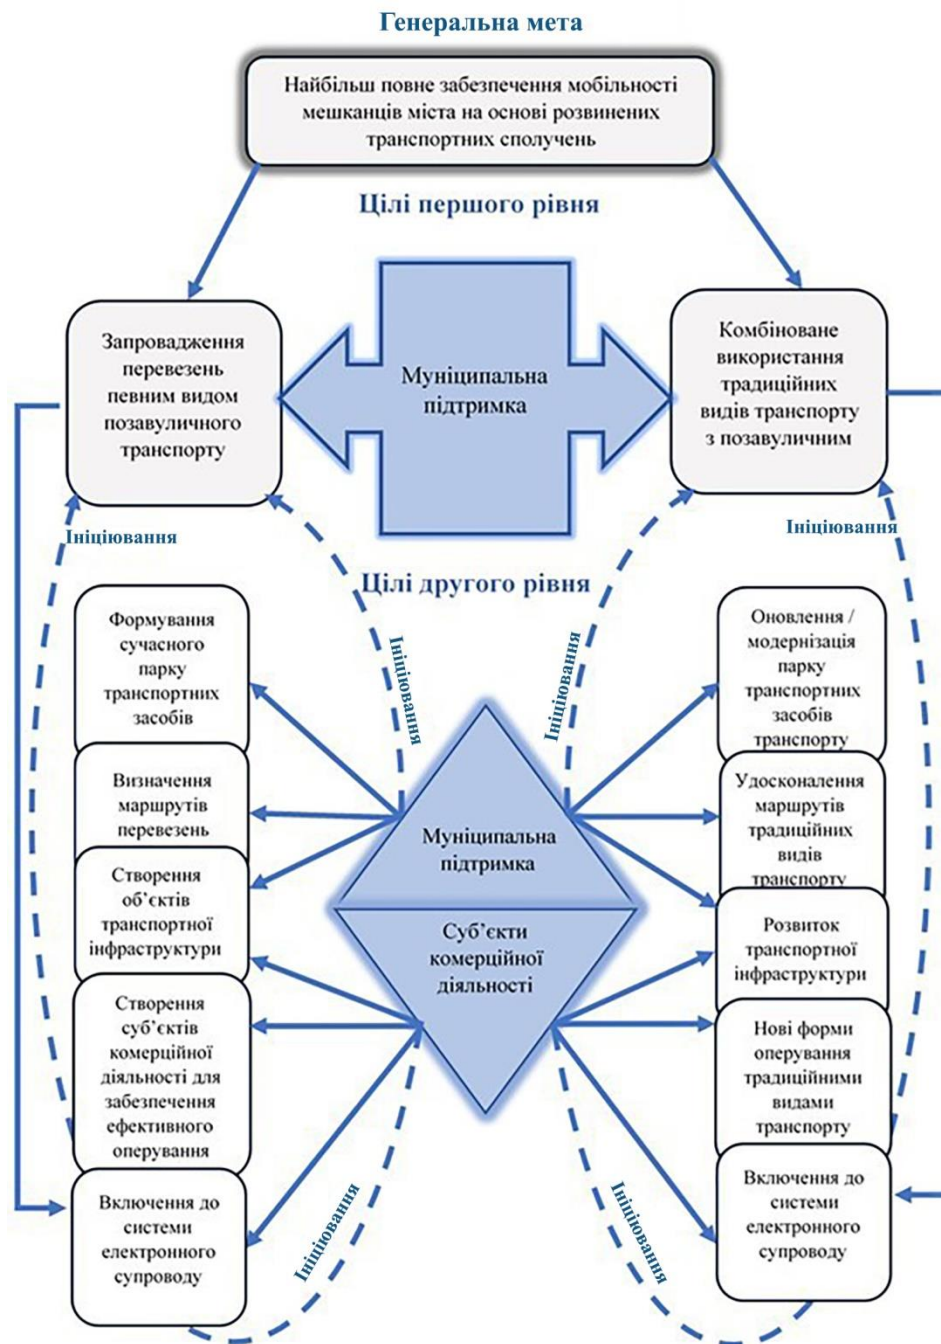 Генеральна мета
Найбільш повне забезпечення мобільності
мешканців міста на основі розвинених
транспортних сполучень
Цілі першого рівня
Запровадження
перевезень
певним видом
позавуличного
транспорту
Муніципальна
підтримка
Комбіноване
використання
традиційних
видів транспорту
з позавуличним
Ініціювання
Ініціювання
Цілі другого рівня
Ініціювання
Ініціювання
Формування
сучасного
парку
транспортних
засобів
Визначення
маршрутів
перевезень
Створення
об’єктів
транспортної
інфраструктури
Створення
суб’єктів
комерційної
діяльності для
забезпечення
ефективного
оперування
Включення до
системи
електронного
супроводу
Муніципальна
підтримка
Суб’єкти
комерційної
діяльності
Оновлення /
модернізація
парку
транспортних
засобів
транспорту
Удосконалення
маршрутів
традиційних
видів
транспорту
Розвиток
транспортної
інфраструктури
Нові форми
оперування
традиційними
видами
транспорту
Включення до
системи
електронного
супроводу
Ініціювання
Ініціювання